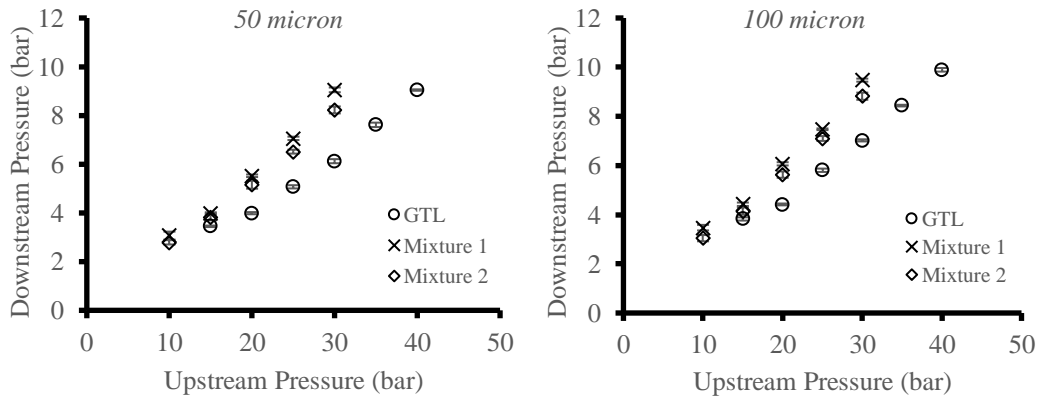 50 micron
Downstream Pressure (bar)
12
10
8
6
4
2
0
GTL
Mixture 1
Mixture 2
0 10 20 30 40 50
Upstream Pressure (bar)
100 micron
Downstream Pressure (bar)
12
10
8
6
4
2
0
GTL
Mixture 1
Mixture 2
0 10 20 30 40 50
Upstream Pressure (bar)